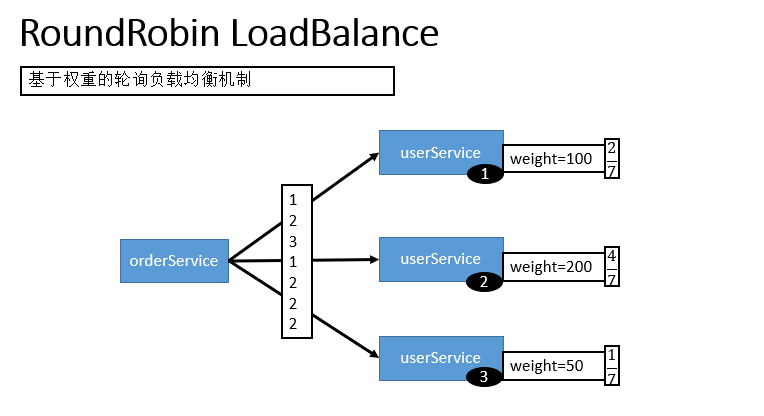 RoundRobin LoadBalance
基于权重的轮询负载均衡机制
orderService
1
2
3
1
2
2
2
userService
1
weight=100
2
7
userService
2
weight=200
4
7
userService
3
weight=50
1
7